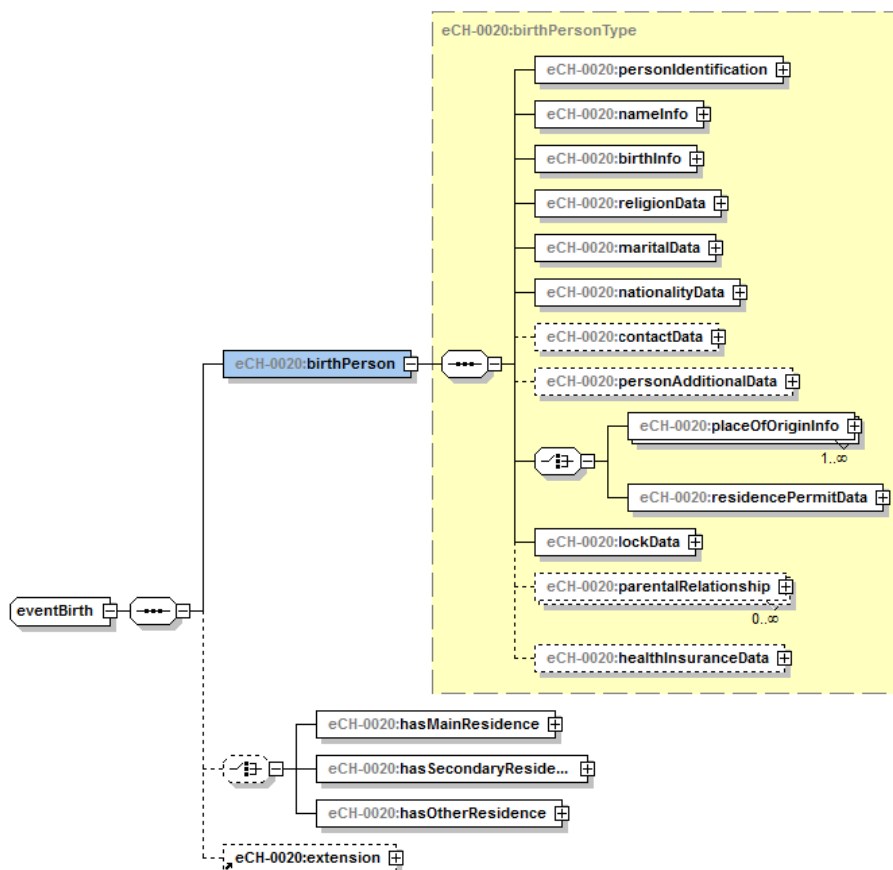 eCH-0020:birthPersonType
eCH-0020:personIdentification
eCH-0020:nameInfo
eCH-0020:birthInfo
eCH-0020:religionData
eCH-0020:maritalData
eCH-0020:nationalityData
eCH-0020:contactData
eCH-0020:birthPerson
eCH-0020:personAdditionalData
eCH-0020:placeOfOriginInfo
1..∞
eCH-0020:residencePermitData
eCH-0020:lockData
eCH-0020:parentalRelationship
0..∞
eventBirth
eCH-0020:healthInsuranceData
eCH-0020:hasMainResidence
eCH-0020:hasSecondaryReside...
eCH-0020:hasOtherResidence
eCH-0020:extension